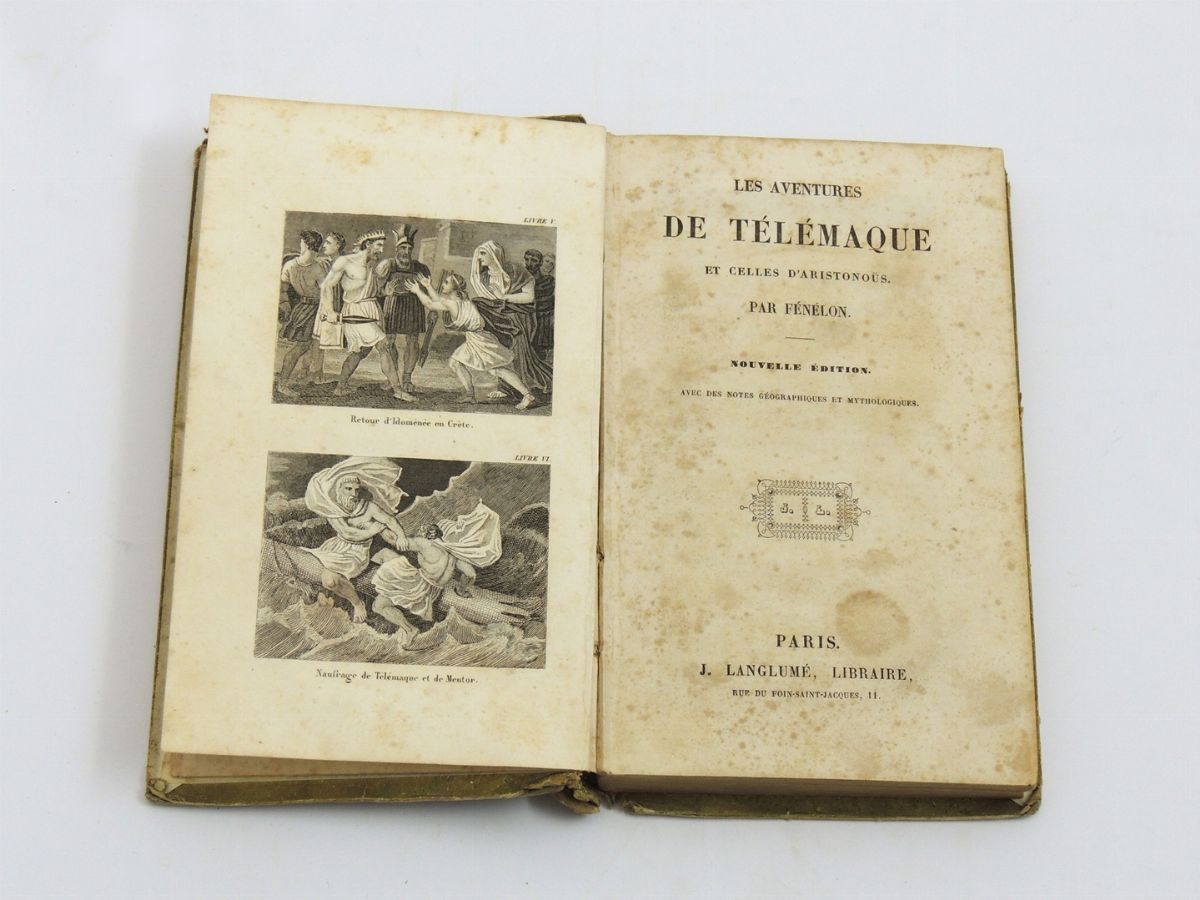 LIVRE V.
Retour d'Idoménée en Crète.
LIVRE VI.
Naufrage de Télémaque et de Mentor.
LES AVENTURES
DE TÉLÉMAQUE
ET CELLES D'ARISTONOÜS.
PAR FÉNÉLON.
NOUVELLE ÉDITION.
AVEC DES NOTES GÉOGRAPHIQUES ET MYTHOLOGIQUES.
J. L.
PARIS.
J. LANGLUMÉ, LIBRAIRE,
RUE DU FOIN-SAINT-JACQUES, 11.